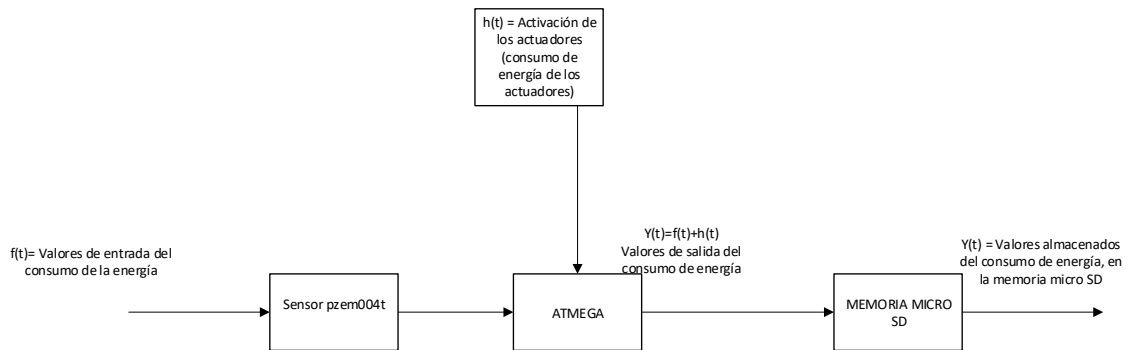 h(t) = Activación de
los actuadores
(consumo de
energía de los
actuadores)
f(t)= Valores de entrada del
consumo de la energía
Y(t)=f(t)+h(t)
Valores de salida del
consumo de energía
Y(t) = Valores almacenados
del consumo de energía, en
la memoria micro SD
Sensor pzem004t
ATMEGA
MEMORIA MICRO
SD